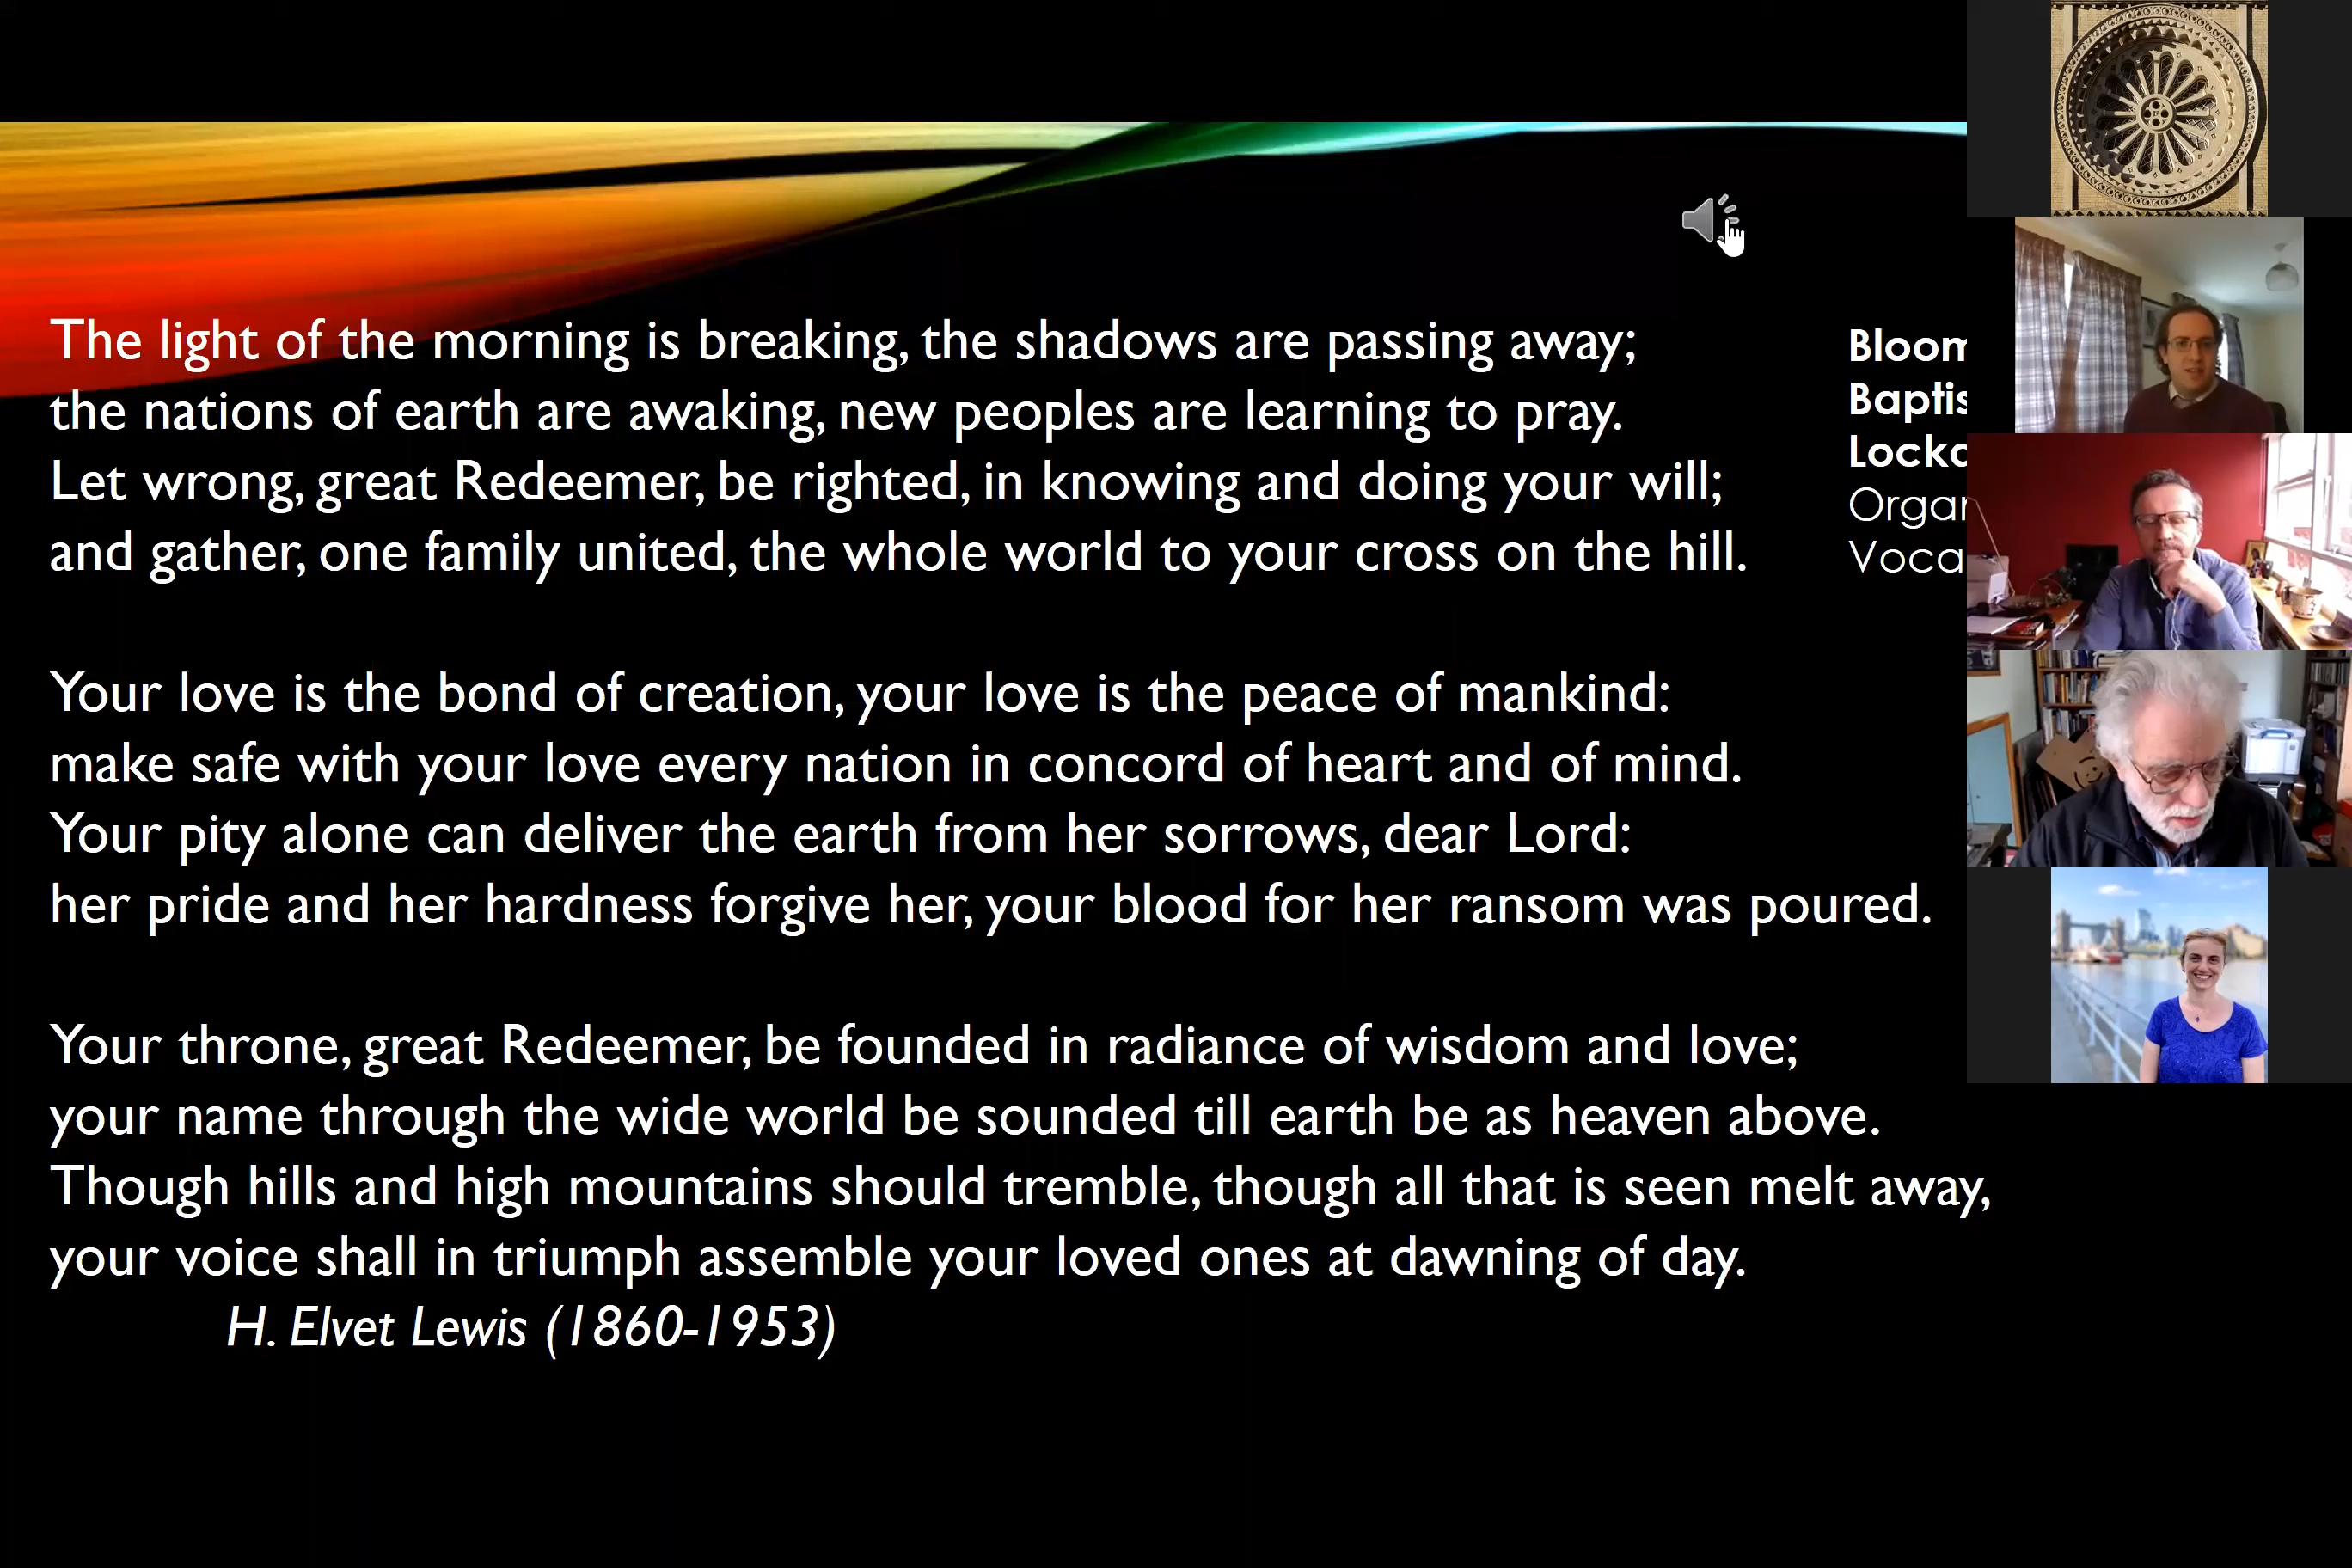 The light of the morning is breaking, the shadows are passing away;
the nations of earth are awaking, new peoples are learning to pray.
Let wrong, great Redeemer, be righted, in knowing and doing your will;
and gather, one family united, the whole world to your cross on the hill.
Your love is the bond of creation, your love is the peace of mankind:
make safe with your love every nation in concord of heart and of mind.
Your pity alone can deliver the earth from her sorrows, dear Lord:
her pride and her hardness forgive her, your blood for her ransom was poured.
Your throne, great Redeemer, be founded in radiance of wisdom and love;
your name through the wide world be sounded till earth be as heaven above.
Though hills and high mountains should tremble, though all that is seen melt away,
your voice shall in triumph assemble your loved ones at dawning of day.
H. Elvet Lewis (1860-1953)
Bloom
Baptis
Lockd
Organ
Voca